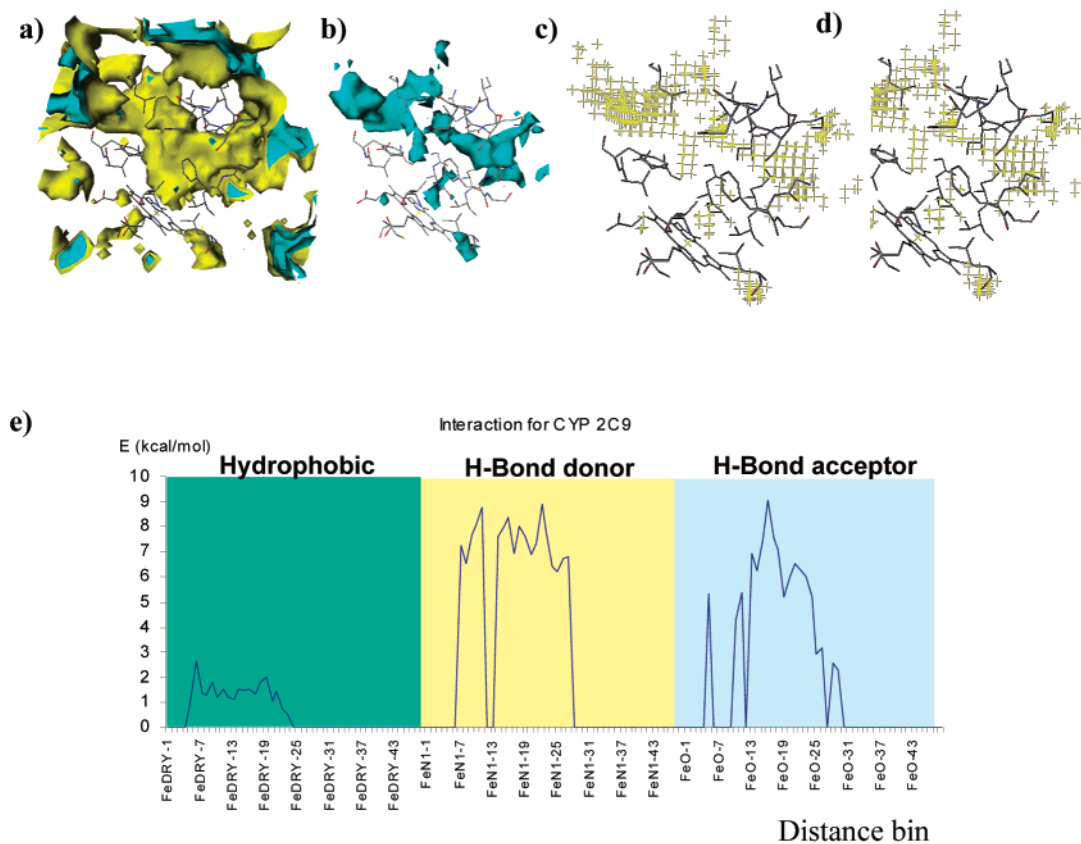 a)
b)
c)
d)
e)
Interaction for CYP 2C9
E (kcal/mol)
Hydrophobic
H-Bond donor
H-Bond acceptor
10
9
8
7
6
5
4
3
2
1
0
FeDRY-1
FeDRY-7
FeDRY-13
FeDRY-19
FeDRY-25
FeDRY-31
FeDRY-37
FeDRY-43
FeN1-1
FeN1-7
FeN1-13
FeN1-19
FeN1-25
FeN1-31
FeN1-37
FeN1-43
FeO-1
FeO-7
FeO-13
FeO-19
FeO-25
FeO-31
FeO-37
FeO-43
Distance bin